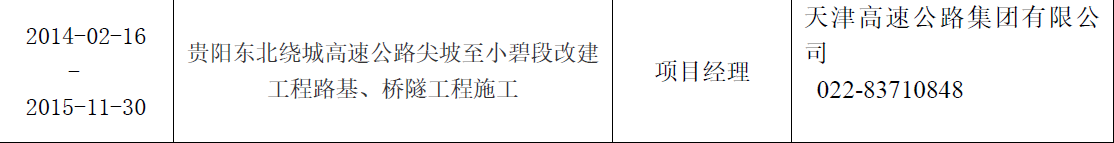 2014-02-16
-
2015-11-30
贵阳东北绕城高速公路尖坡至小碧段改建
工程路基、桥隧工程施工
项目经理
天津高速公路集团有限公
司
022-83710848